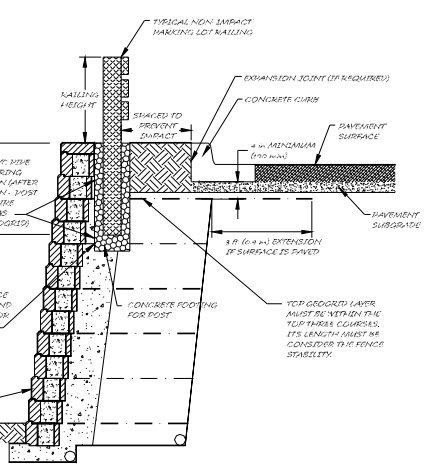 TYPICAL NON-IMPACT
PARKING LOT RAILING
RAILING
HEIGHT
EXPANSION JOINT (IF REQUIRED)
SPACED TO
PREVENT
IMPACT
CONCRETE CURB
4 in MINIMUM
(100 mm)
PAVEMENT
SURFACE
PIPE
(AFTER
- POST
PAVEMENT
SUBGRADE
3 ft (0.9 m) EXTENSION
IF SURFACE IS PAVED
CONCRETE FOOTING
FOR POST
TOP GEOGRID LAYER
MUST BE WITHIN THE
TOP THREE COURSES.
ITS LENGTH MUST BE
CONSIDER THE FENCE
STABILITY.